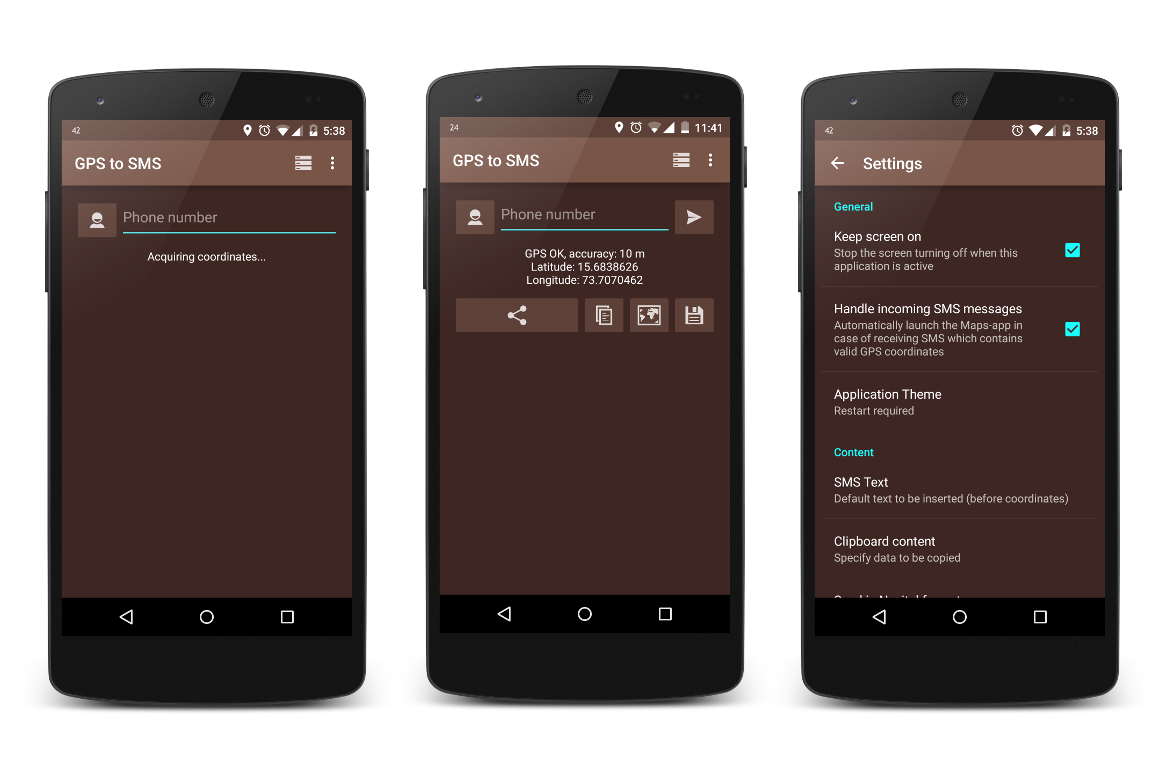 42
5:38
GPS to SMS
Phone number
Acquiring coordinates...
24
11:41
GPS to SMS
Phone number
GPS OK, accuracy: 10 m
Latitude: 15.6838626
Longitude: 73.7070462
42
5:38
Settings
General
Keep screen on
Stop the screen turning off when this
application is active
Handle incoming SMS messages
Automatically launch the Maps-app in
case of receiving SMS which contains
valid GPS coordinates
Application Theme
Restart required
Content
SMS Text
Default text to be inserted (before coordinates)
Clipboard content
Specify data to be copied